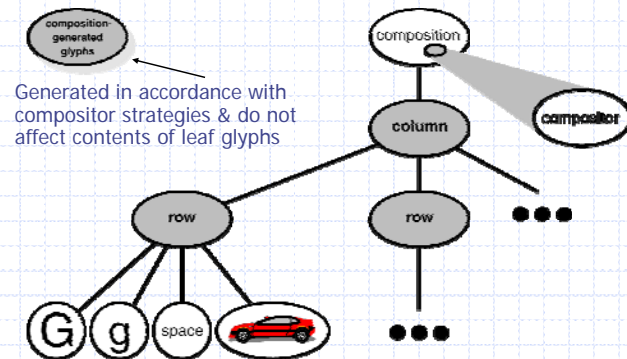 composition-
generated
glyphs
Generated in accordance with
compositor strategies & do not
affect contents of leaf glyphs
composition
compositor
column
row
row
G
g
space